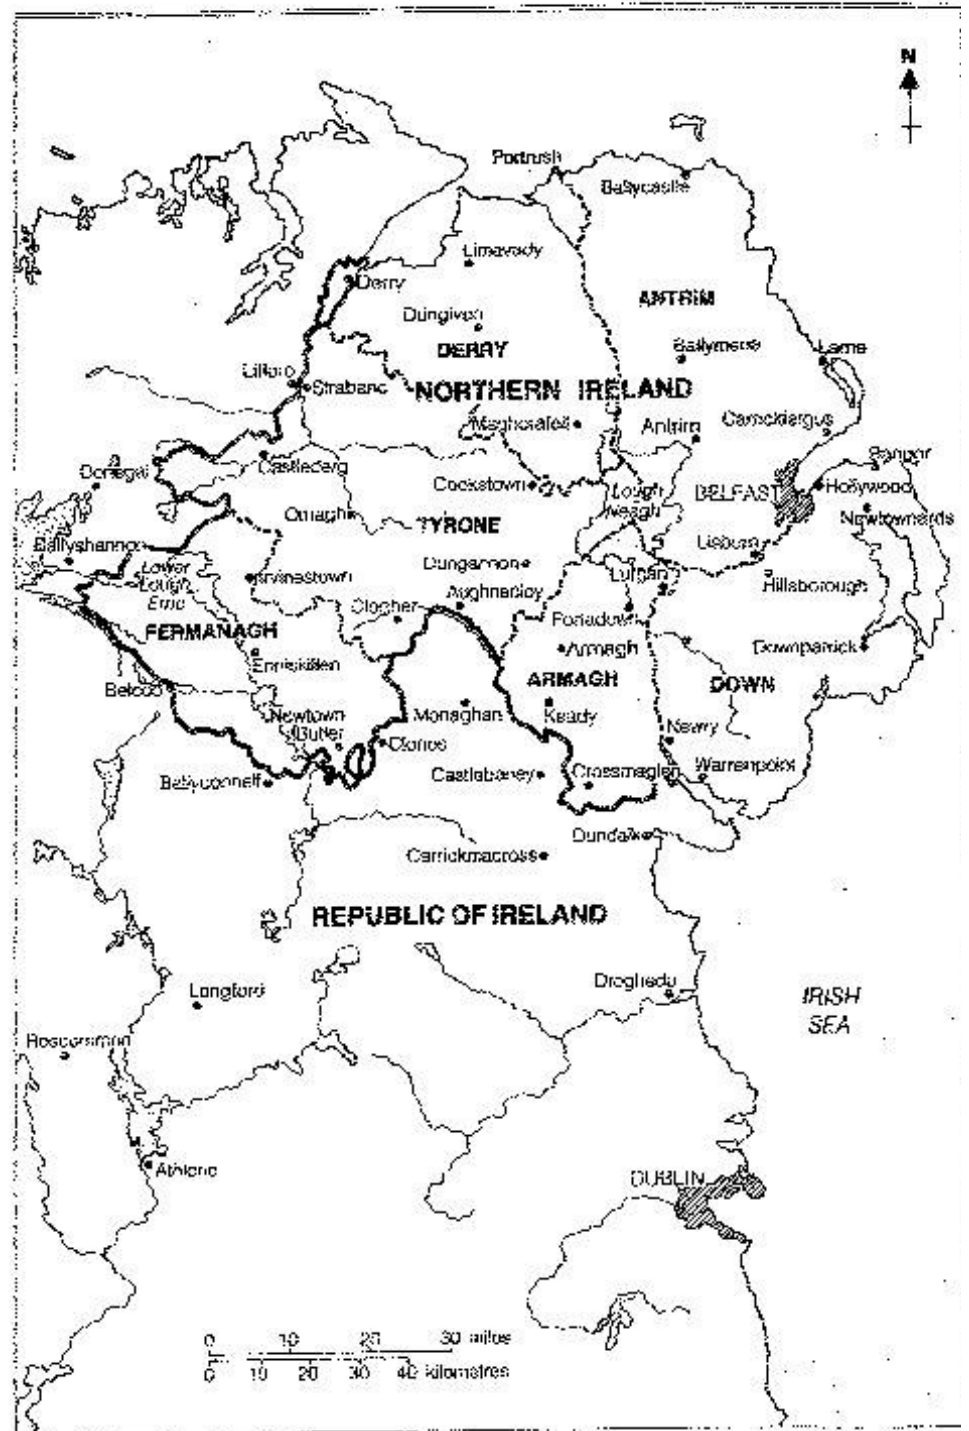 N
Portrush
Ballycastle
Limavady
Derry
ANTRIM
Dungiven
DERRY
Ballymena
Larne
Lifford
Strabane
NORTHERN IRELAND
Magherafelt
Antrim
Carrickfergus
Bangor
Castlederg
Donegal
Cookstown
Lough
Neagh
BELFAST
Hollywood
Omagh
TYRONE
Newtownards
Ballyshannon
Lower
Lough
Erne
Lisburn
Irvinestown
Dungannon
Lurgan
Hillsborough
Clogher
Aughnacloy
Portadown
FERMANAGH
Armagh
Downpatrick
Enniskillen
ARMAGH
DOWN
Belcoo
Newtown
Butler
Monaghan
Keady
Clones
Newry
Ballyconnell
Castleblaney
Crossmaglen
Warrenpoint
Dundalk
Carrickmacross
REPUBLIC OF IRELAND
Longford
Drogheda
IRISH
SEA
Roscommon
Athlone
DUBLIN
0 10 20 30 miles
0 10 20 30 40 kilometres